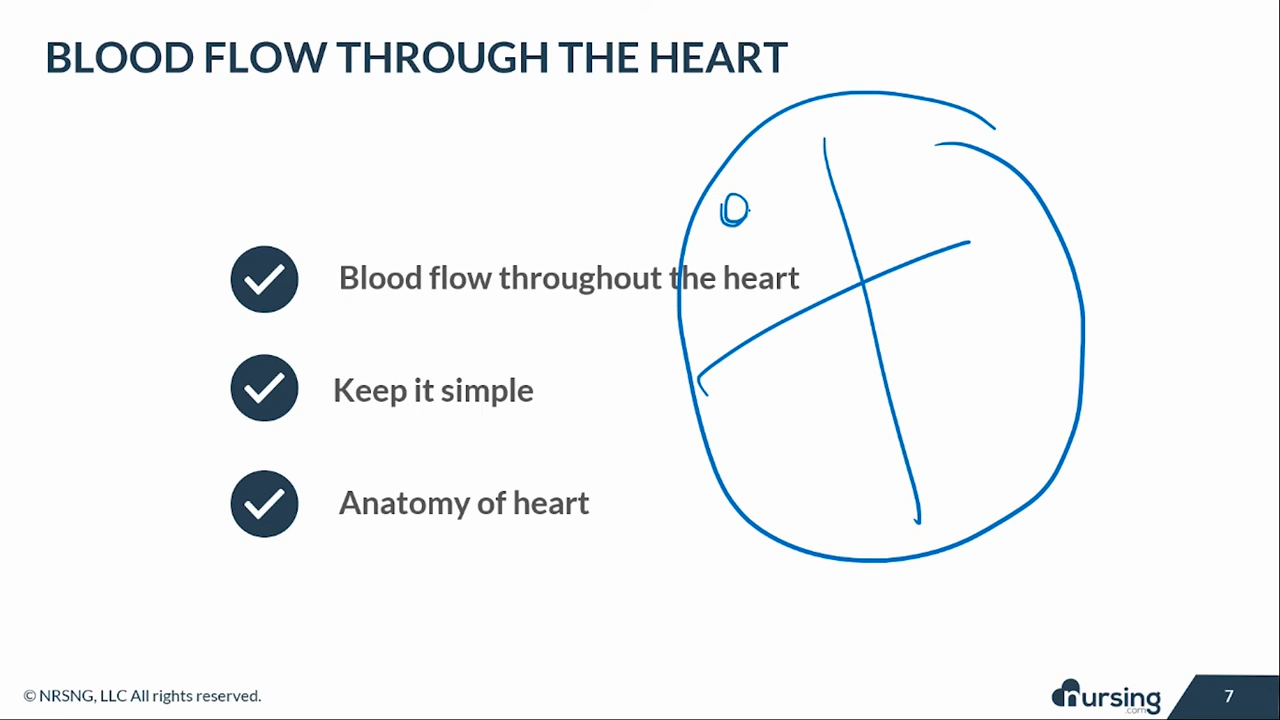 BLOOD FLOW THROUGH THE HEART
Blood flow throughout the heart
Keep it simple
Anatomy of heart
© NRSNG, LLC All rights reserved.
nursing
.com
7